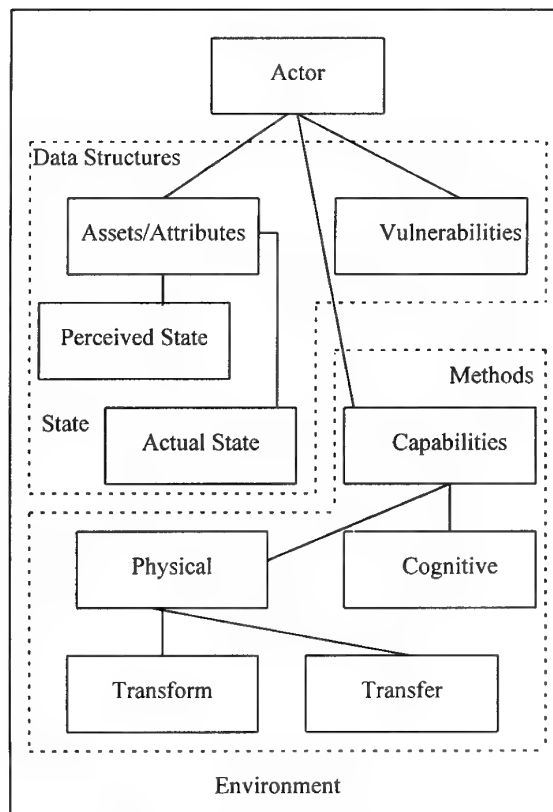 Actor
Data Structures
Assets/Attributes
Vulnerabilities
Perceived State
Methods
State
Actual State
Capabilities
Physical
Cognitive
Transform
Transfer
Environment